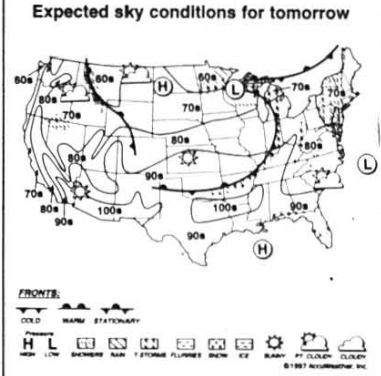 Expected sky conditions for tomorrow
60s
60s
H
L
80s
70s
70s
70s
70s
80s
80s
80s
L
90s
70s
80s
90s
100s
100s
90s
90s
H
FRONTS:
COLD WARM STATIONARY
Pressure
H L
HIGH LOW SHOWERS RAIN T-STORMS FLURRIES SNOW ICE SUNNY PT. CLOUDY CLOUDY
©1997 AccuWeather, Inc.